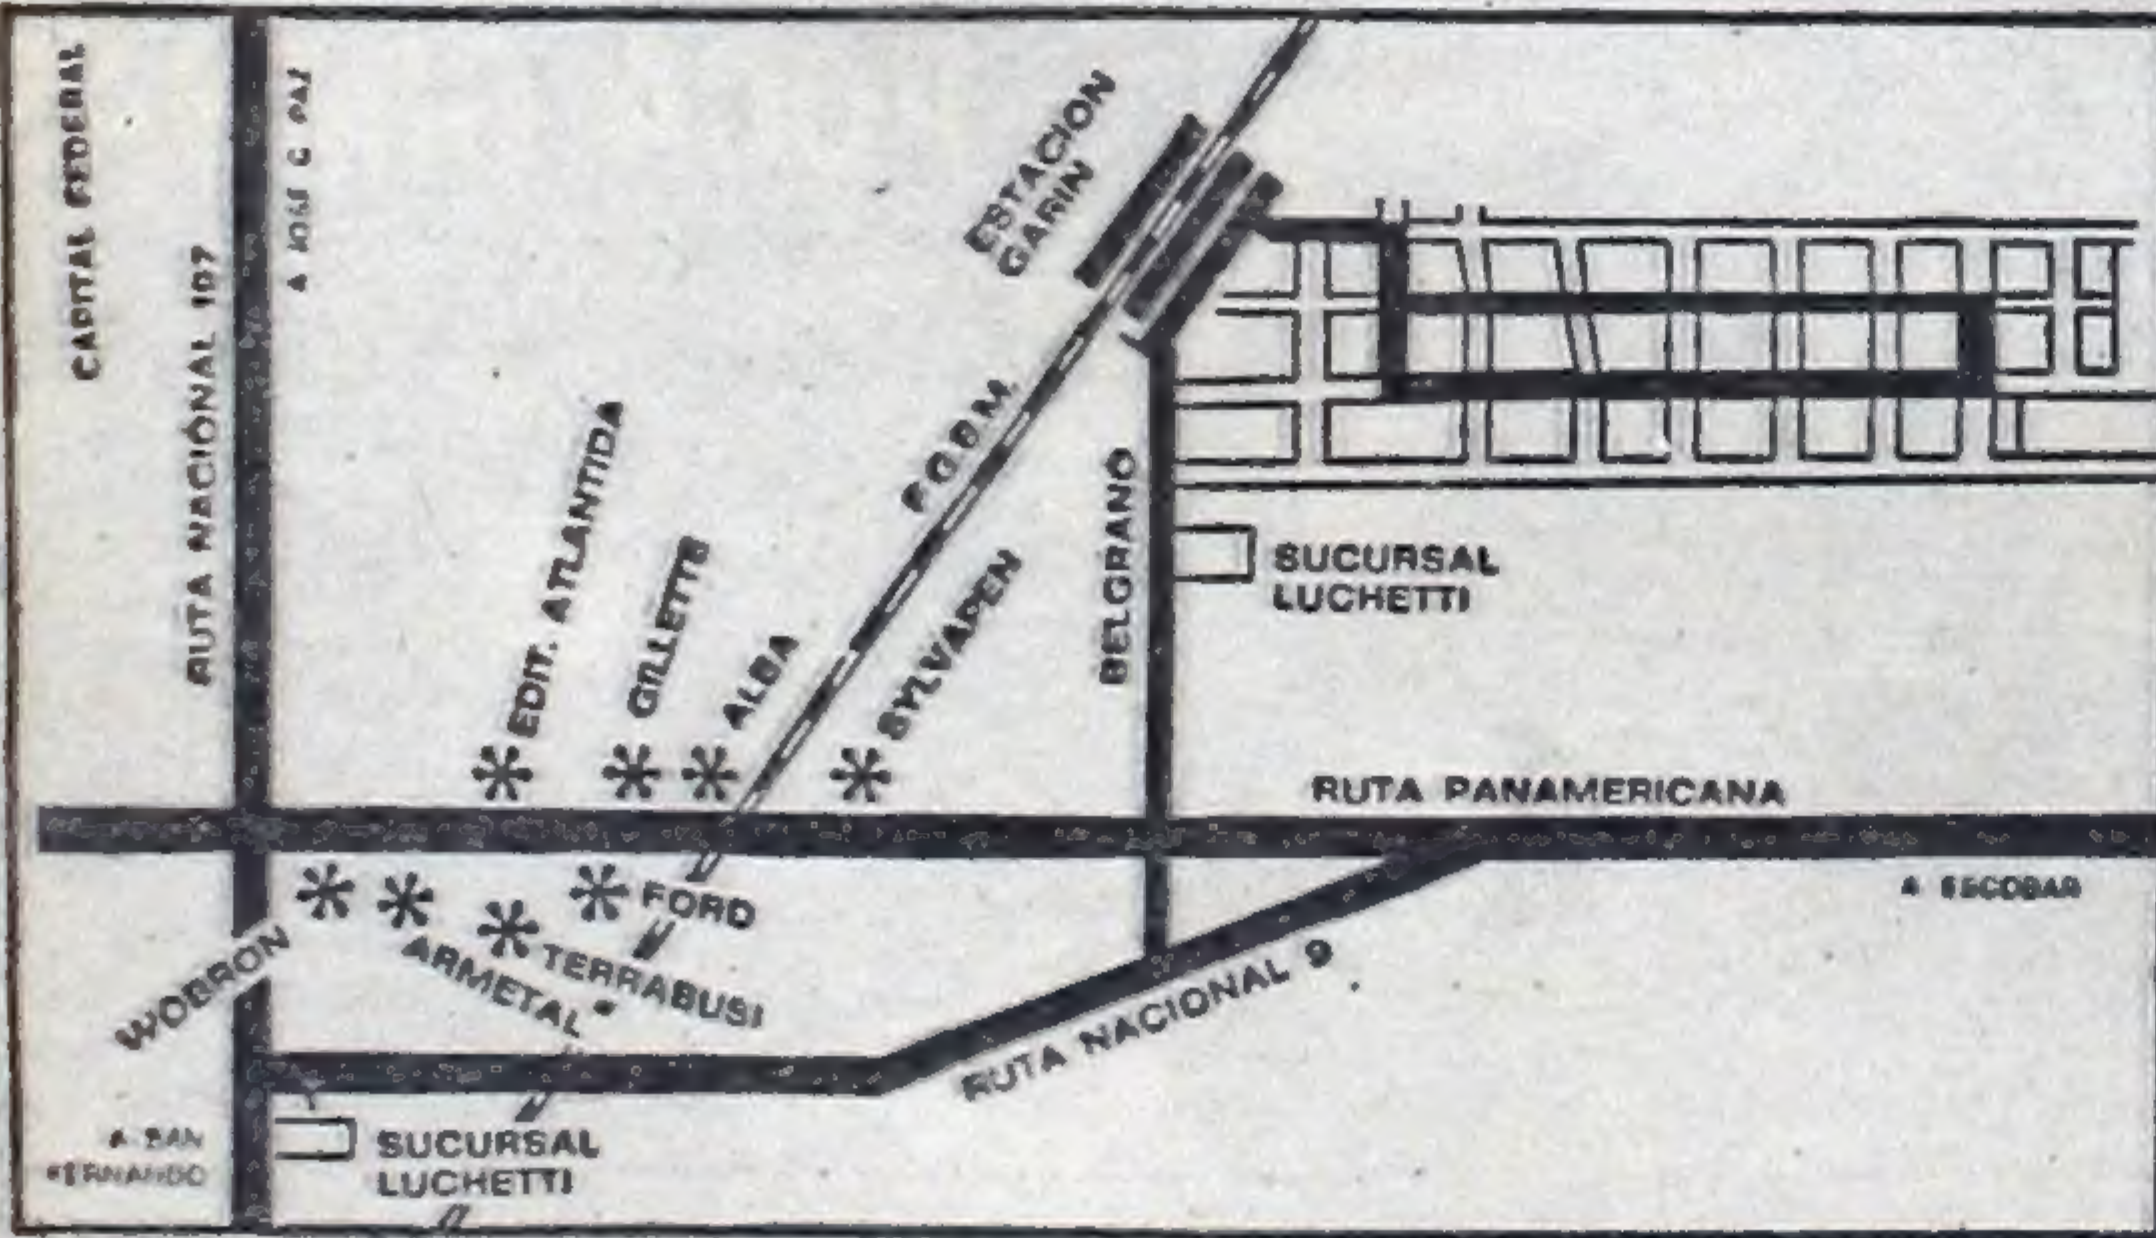 CAPITAL FEDERAL
RUTA NACIONAL 197
A JOSE C PAZ
ESTACION
GARIN
F.G.B.M.
EDIT. ATLANTIDA
GILLETTE
ALBA
SYLVAPEN
BELGRANO
SUCURSAL
LUCHETTI
RUTA PANAMERICANA
A ESCOBAR
WOBRON
ARMETAL
TERRABUSI
FORD
RUTA NACIONAL 9
A SAN
FERNANDO
SUCURSAL
LUCHETTI